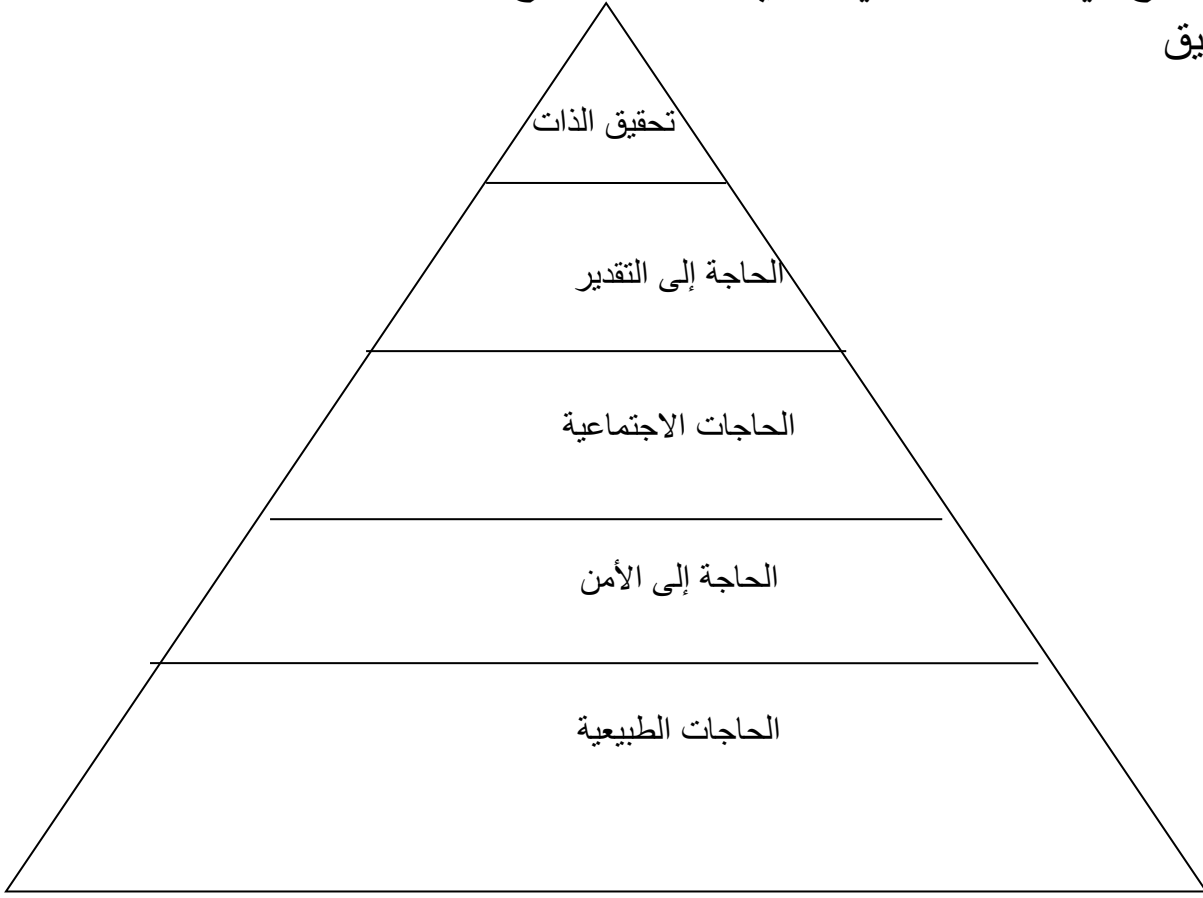 تحقيق الذات
الحاجة إلى التقدير
الحاجات الاجتماعية
الحاجة إلى الأمن
الحاجات الطبيعية